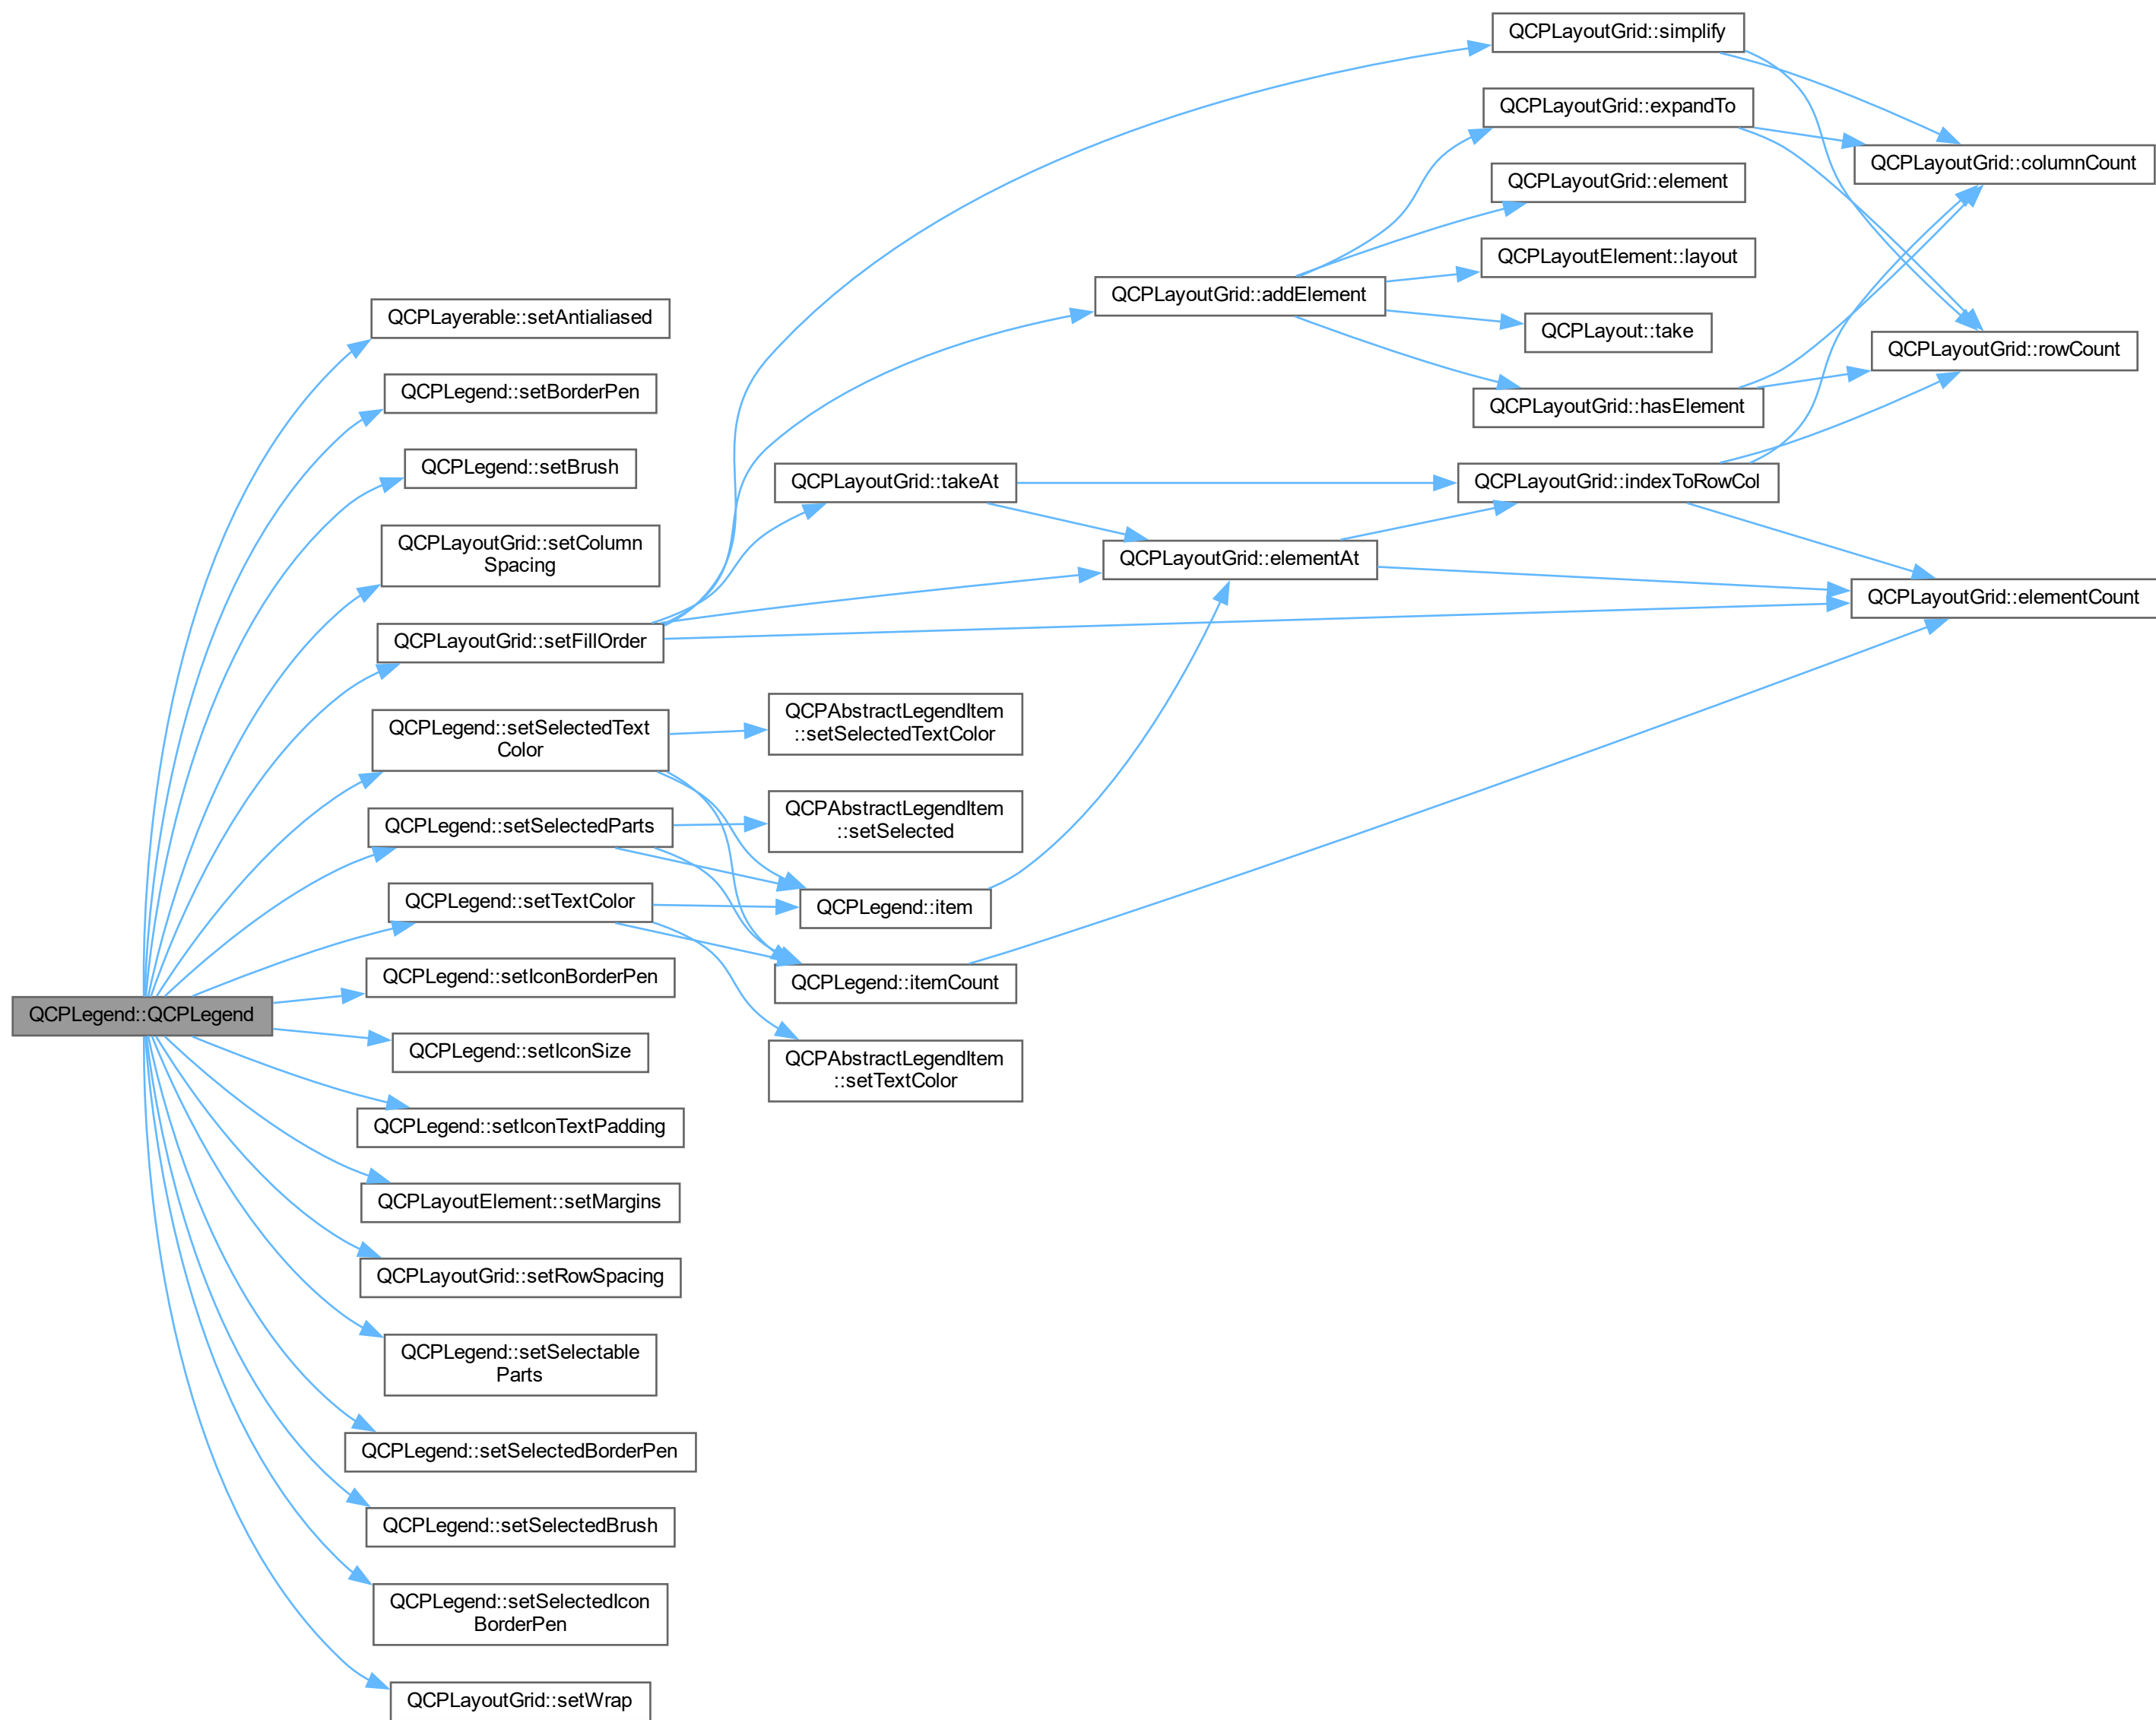 QCPLegend::QCPLegend
QCPLayerable::setAntialiased
QCPLegend::setBorderPen
QCPLegend::setBrush
QCPLayoutGrid::setColumn
Spacing
QCPLayoutGrid::setFillOrder
QCPLegend::setSelectedText
Color
QCPLegend::setSelectedParts
QCPLegend::setTextColor
QCPLegend::setIconBorderPen
QCPLegend::setIconSize
QCPLegend::setIconTextPadding
QCPLayoutElement::setMargins
QCPLayoutGrid::setRowSpacing
QCPLegend::setSelectable
Parts
QCPLegend::setSelectedBorderPen
QCPLegend::setSelectedBrush
QCPLegend::setSelectedIcon
BorderPen
QCPLayoutGrid::setWrap
QCPLayoutGrid::takeAt
QCPAbstractLegendItem
::setSelectedTextColor
QCPAbstractLegendItem
::setSelected
QCPLegend::item
QCPLegend::itemCount
QCPAbstractLegendItem
::setTextColor
QCPLayoutGrid::addElement
QCPLayoutGrid::elementAt
QCPLayoutGrid::simplify
QCPLayoutGrid::expandTo
QCPLayoutGrid::element
QCPLayoutElement::layout
QCPLayout::take
QCPLayoutGrid::hasElement
QCPLayoutGrid::indexToRowCol
QCPLayoutGrid::columnCount
QCPLayoutGrid::rowCount
QCPLayoutGrid::elementCount